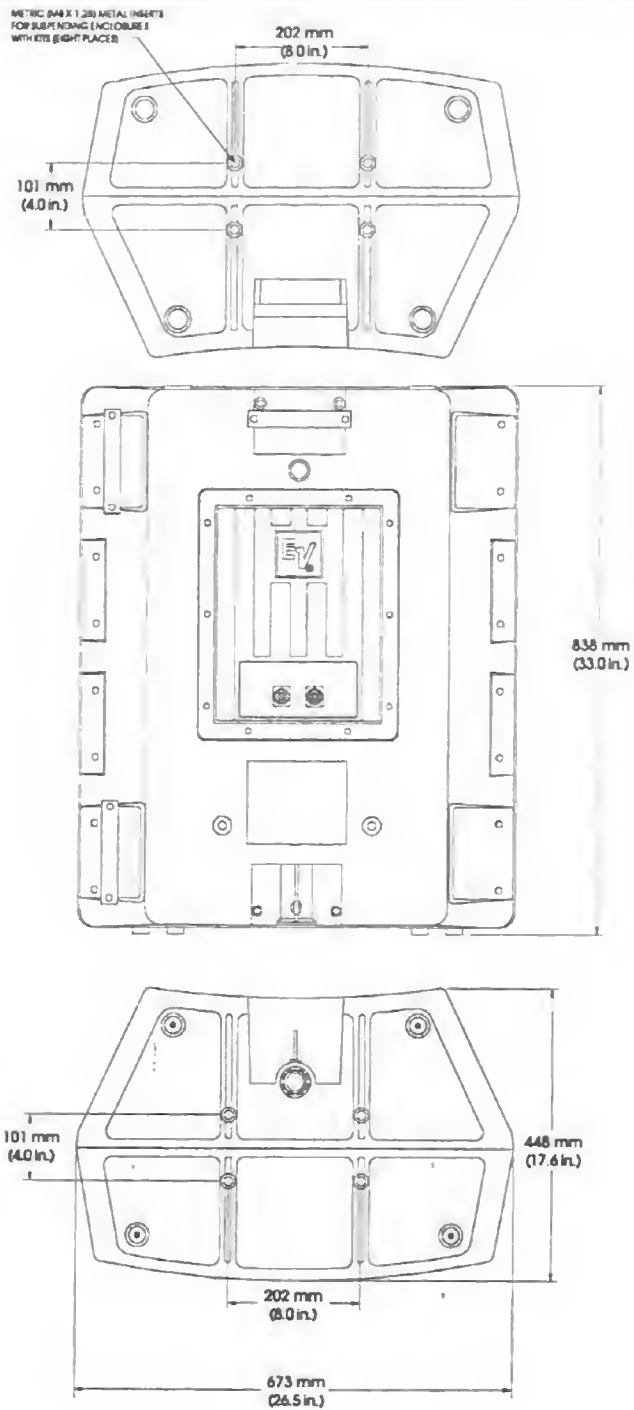 METRIC (M8 X 1.25) METAL INSERTS
FOR SUSPENDING ENCLOSURES
WITH KITS (EIGHT PLACES)
202 mm
(8.0 in.)
101 mm
(4.0 in.)
EV
838 mm
(33.0 in.)
101 mm
(4.0 in.)
448 mm
(17.6 in.)
202 mm
(8.0 in.)
673 mm
(26.5 in.)